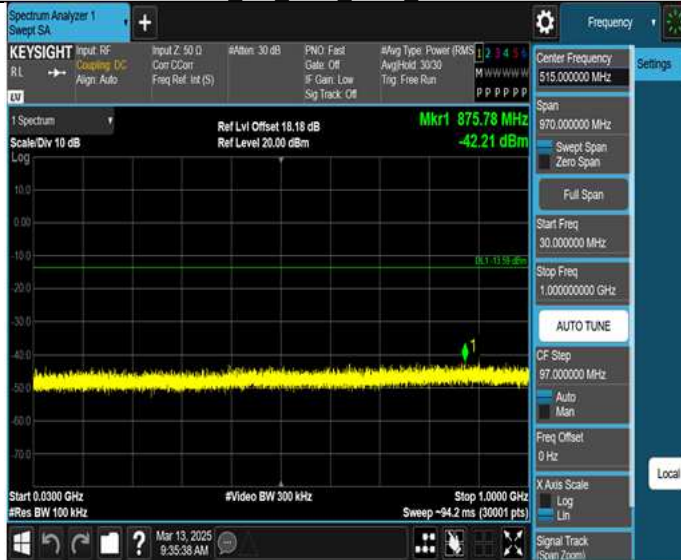 Spectrum Analyzer 1
Swept SA
+
Frequency
KEYSIGHT
RL
Input: RF
Coupling: DC
Align: Auto
Input Z: 50 Ω
Corr CCorr
Freq Ref: Int (S)
#Atten: 30 dB
PNO: Fast
Gate: Off
IF Gain: Low
Sig Track: Off
#Avg Type: Power (RMS
Avg|Hold: 30/30
Trig: Free Run
1 2 3 4 5 6
M W W W W W
P P P P P P
Settings
LV
1 Spectrum
Scale/Div 10 dB
Log
Ref Lvl Offset 18.18 dB
Ref Level 20.00 dBm
Mkr1 875.78 MHz
-42.21 dBm
10.0
0.00
-10.0
-20.0
-30.0
-40.0
-50.0
-60.0
-70.0
DL1 -13.59 dBm
1
Start 0.0300 GHz
#Res BW 100 kHz
#Video BW 300 kHz
Stop 1.0000 GHz
Sweep ~94.2 ms (30001 pts)
Center Frequency
515.000000 MHz
Span
970.000000 MHz
Swept Span
Zero Span
Full Span
Start Freq
30.000000 MHz
Stop Freq
1.000000000 GHz
AUTO TUNE
CF Step
97.000000 MHz
Auto
Man
Freq Offset
0 Hz
X Axis Scale
Log
Lin
Signal Track
(Span Zoom)
Local
?
Mar 13, 2025
9:35:38 AM